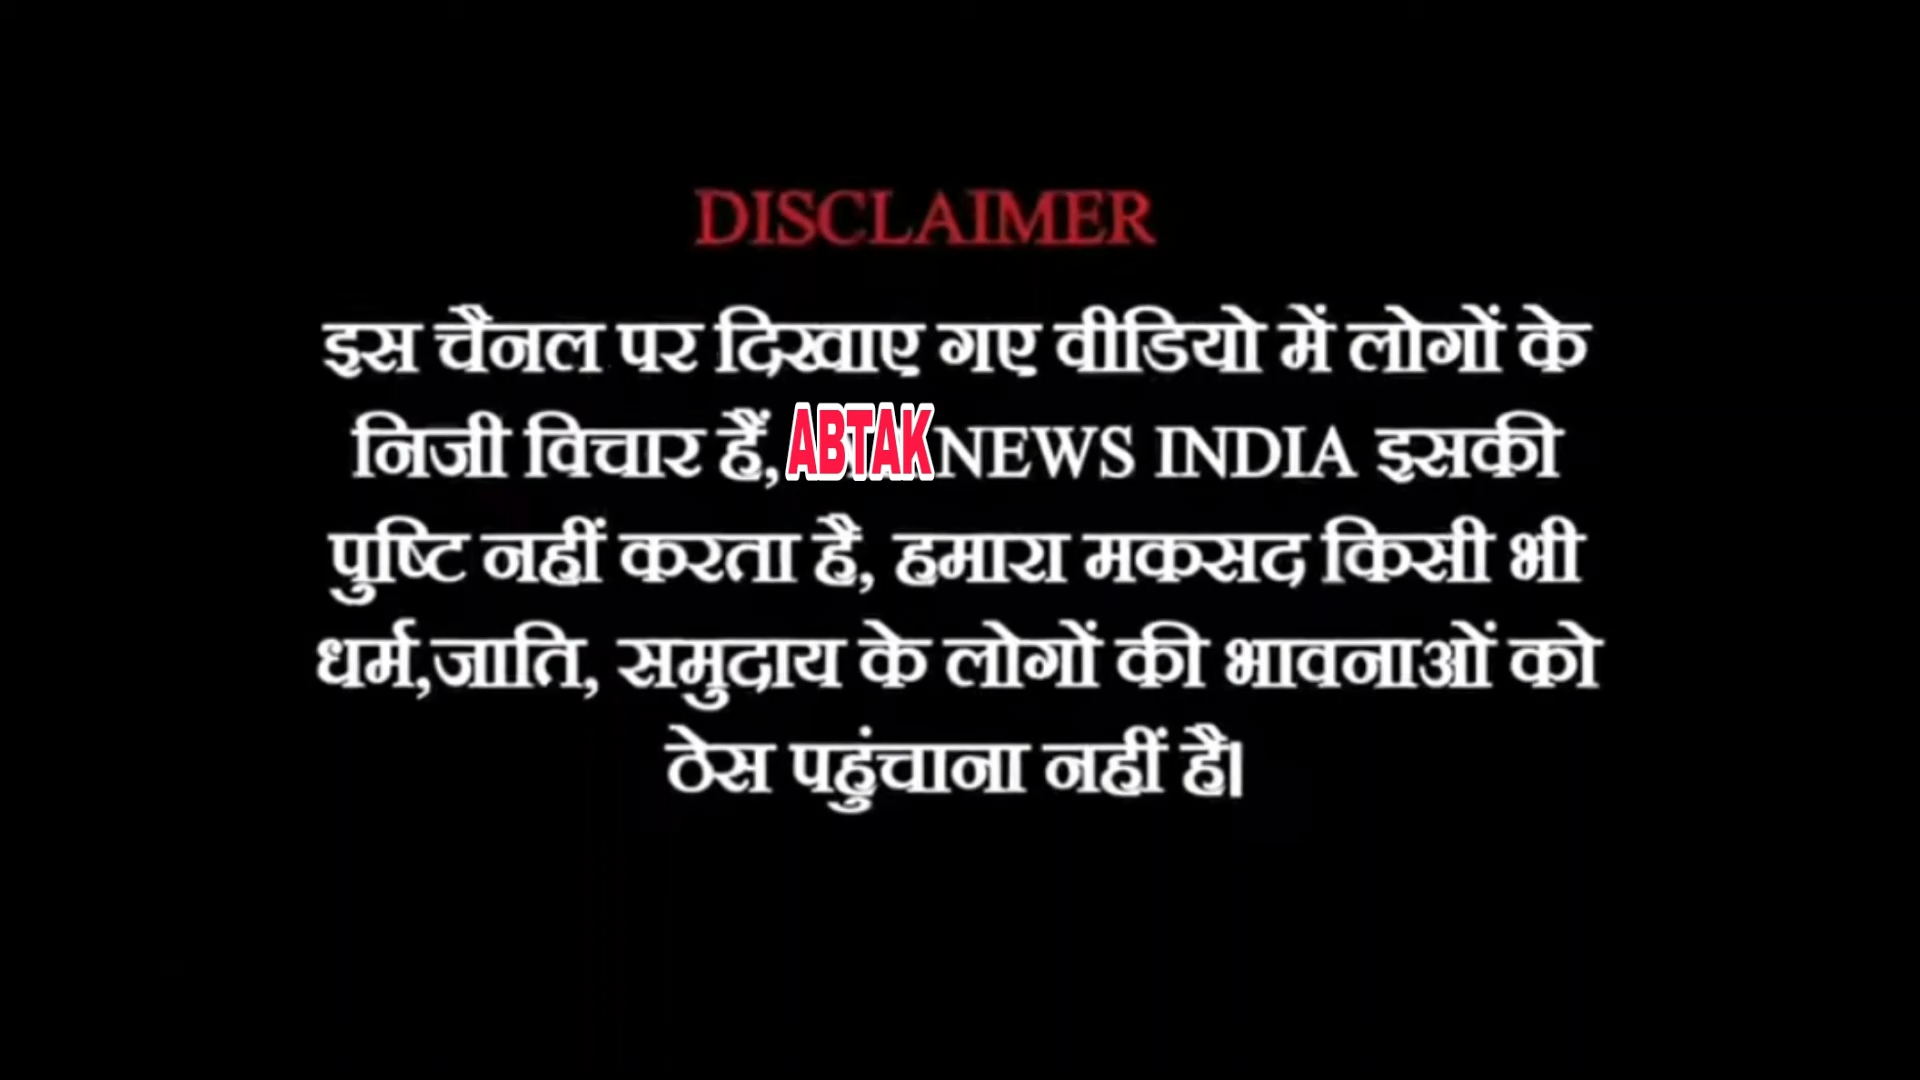 DISCLAIMER
इस चैनल पर दिखाए गए वीडियो में लोगों के
निजी विचार हैं, ABTAK NEWS INDIA इसकी
पुष्टि नहीं करता है, हमारा मकसद किसी भी
धर्म,जाति, समुदाय के लोगों की भावनाओं को
ठेस पहुंचाना नहीं है।